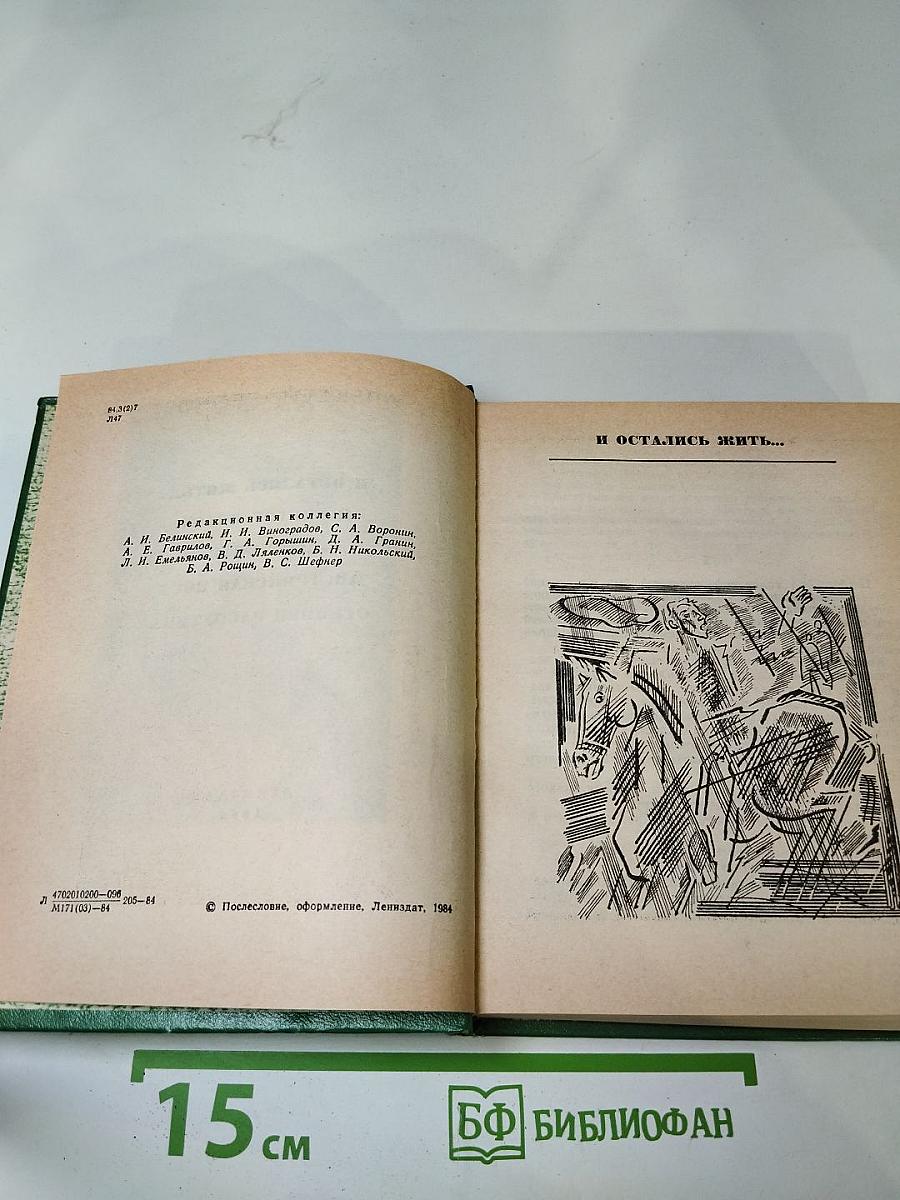 84.3(2)7
Л47
Редакционная коллегия:
А. И. Белинский, И. И. Виноградов, С. А. Воронин,
А. Е. Гаврилов, Г. А. Горышин, Д. А. Гранин,
Л. И. Емельянов, В. Д. Ляленков, Б. Н. Никольский,
Б. А. Рощин, В. С. Шефнер
Л 4702010200—096 205—84
М171(03)—84
© Послесловие, оформление, Лениздат, 1984
И ОСТАЛИСЬ ЖИТЬ...
15 см
БФ БИБЛИОФАН